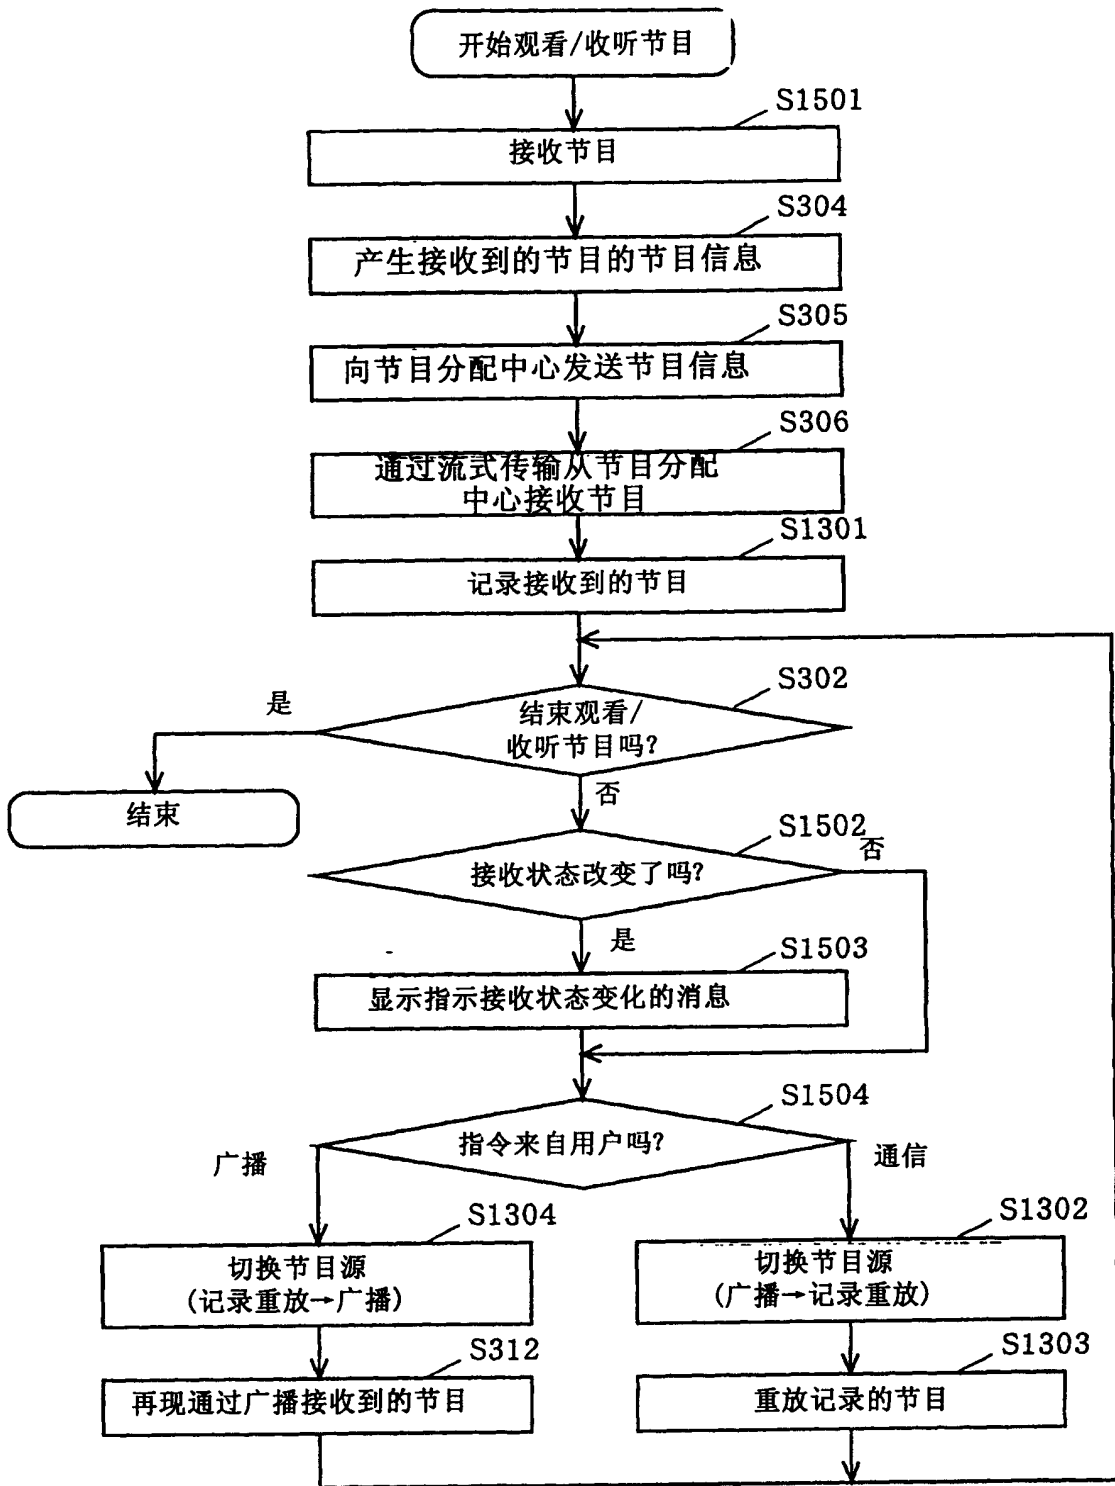 开始观看/收听节目
S1501
接收节目
S304
产生接收到的节目的节目信息
S305
向节目分配中心发送节目信息
S306
通过流式传输从节目分配
中心接收节目
S1301
记录接收到的节目
S302
是
结束观看/
收听节目吗?
结束
否
S1502
否
接收状态改变了吗?
是
S1503
显示指示接收状态变化的消息
S1504
指令来自用户吗?
广播
通信
S1304
S1302
切换节目源
(记录重放→广播)
切换节目源
(广播→记录重放)
S312
S1303
再现通过广播接收到的节目
重放记录的节目